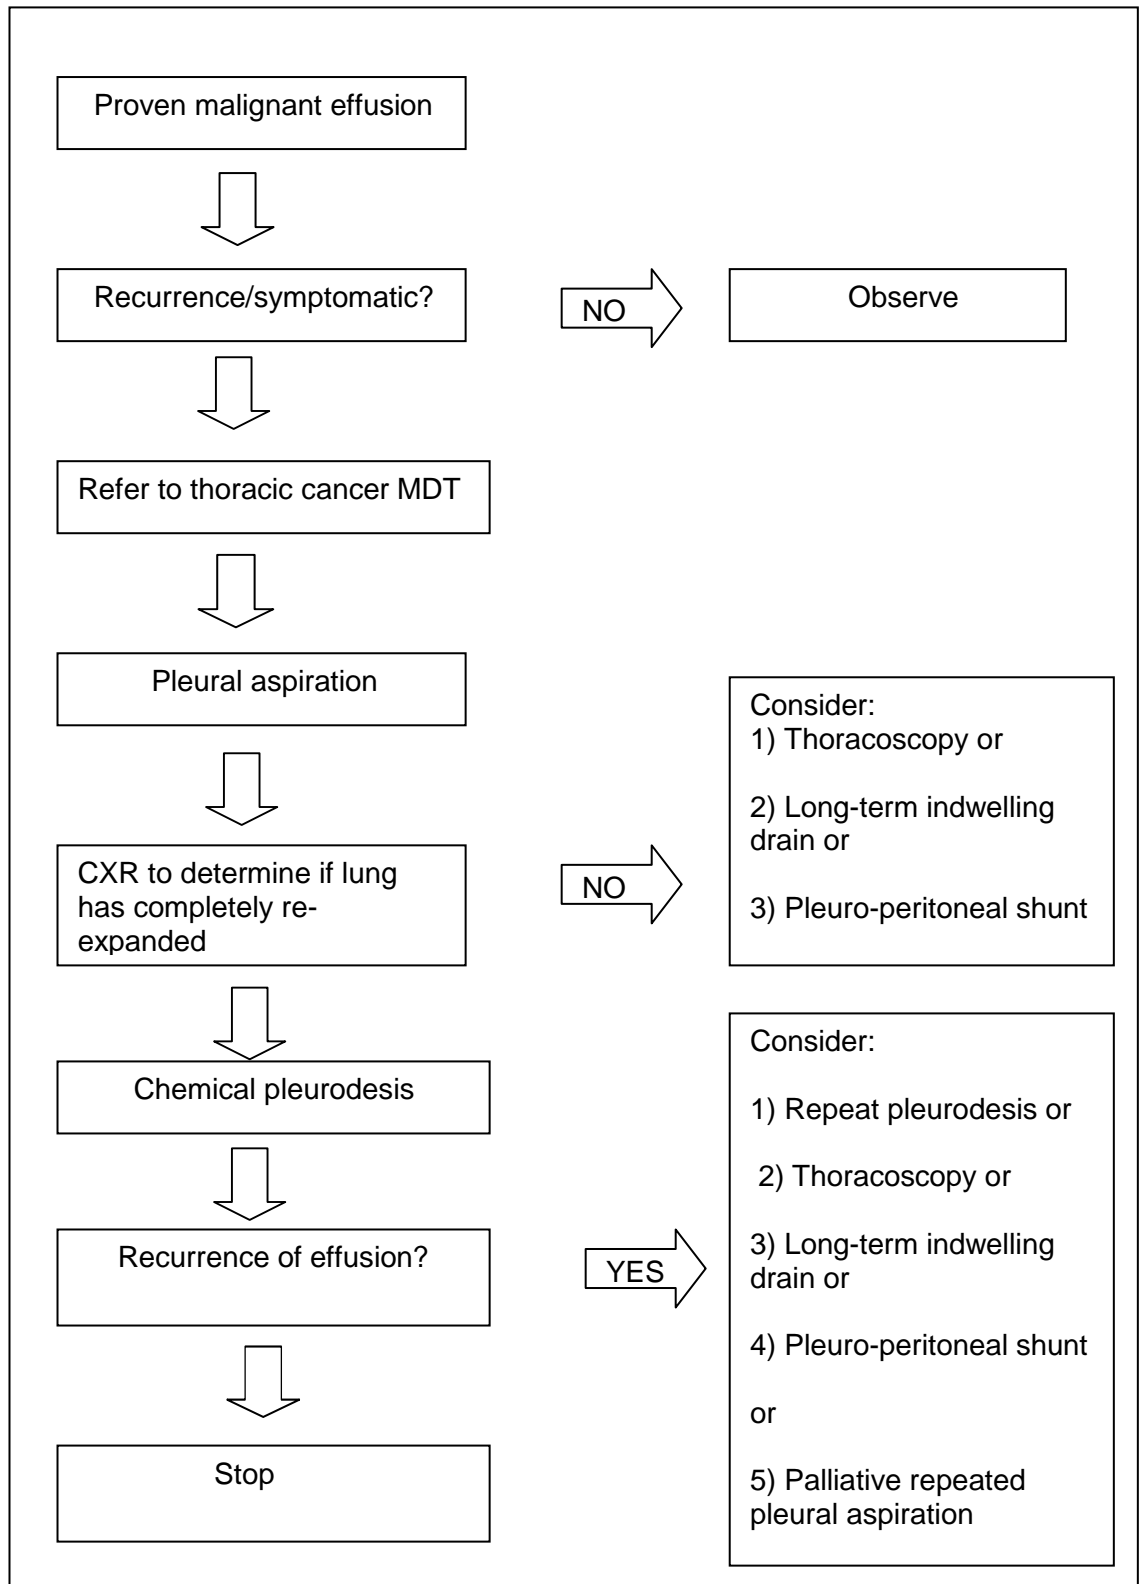 Proven malignant effusion
Recurrence/symptomatic?
NO
Observe
Refer to thoracic cancer MDT
Pleural aspiration
CXR to determine if lung
has completely re-
expanded
NO
Consider:
1) Thoracoscopy or
2) Long-term indwelling
drain or
3) Pleuro-peritoneal shunt
Chemical pleurodesis
Recurrence of effusion?
YES
Consider:
1) Repeat pleurodesis or
2) Thoracoscopy or
3) Long-term indwelling
drain or
4) Pleuro-peritoneal shunt
or
5) Palliative repeated
pleural aspiration
Stop